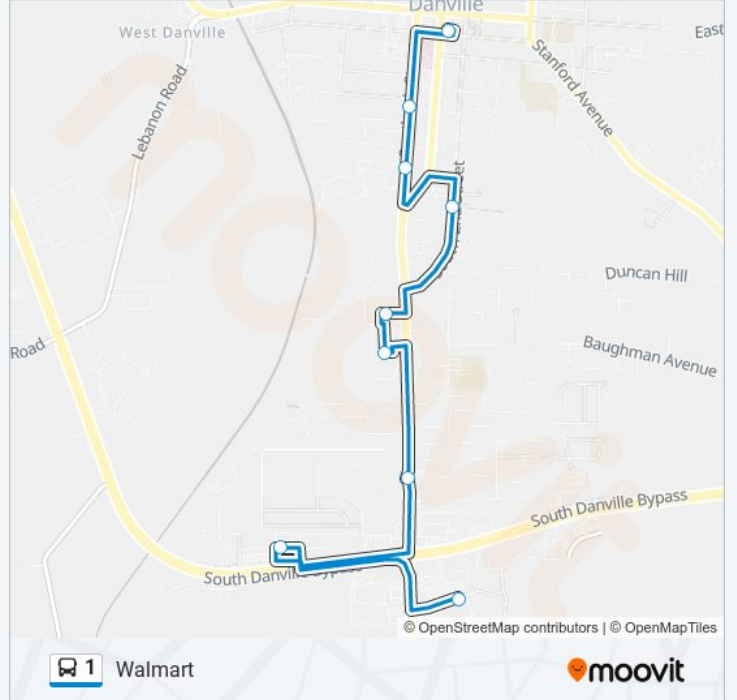 Danville
West Danville
East
Stanford Avenue
Lebanon Road
Duncan Hill
Road
Baughman Avenue
South Danville Bypass
South Danville Bypass
© OpenStreetMap contributors | © OpenMapTiles
1 Walmart
moovit
moovit